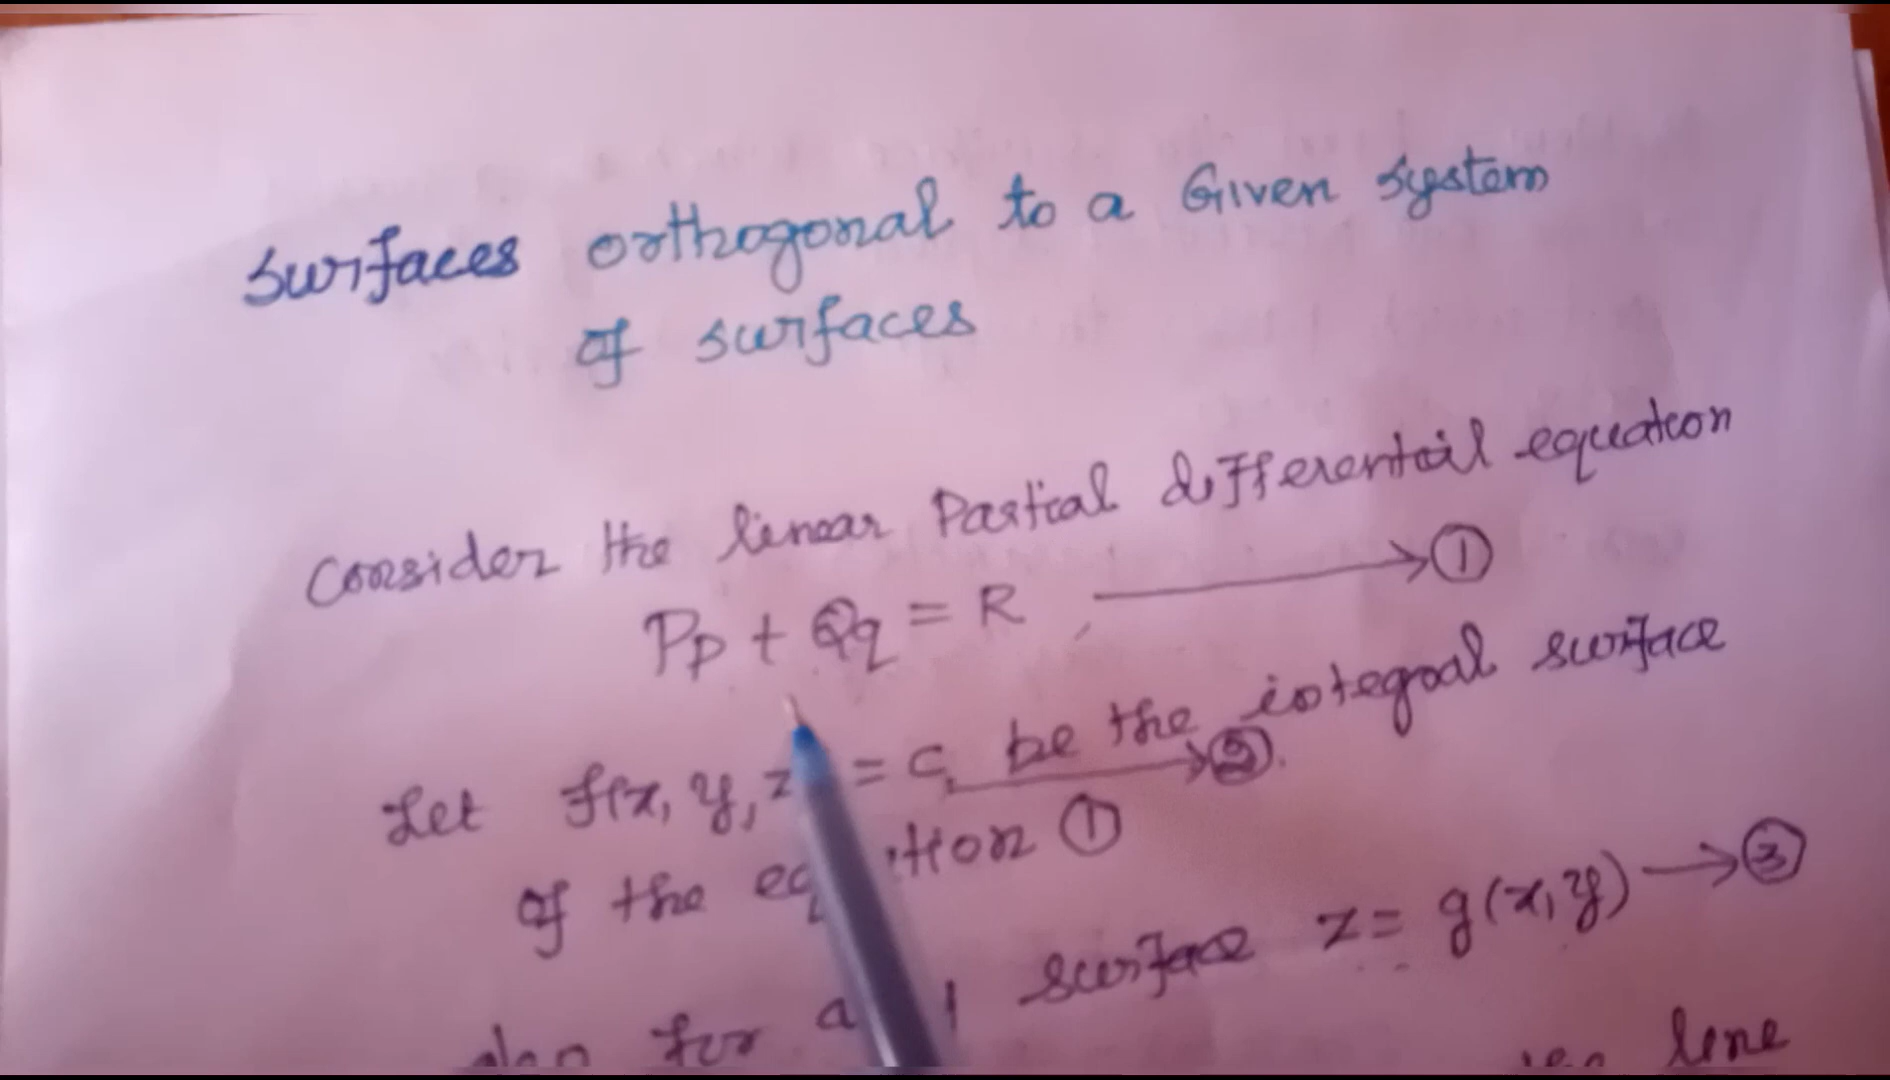 Surfaces orthogonal to a Given system
of surfaces
Consider the linear Partial differentail equation
Pp + Qq = R → ①
Let f(x, y, z = c, be the integral surface
→ ②
of the eq tion ①
surface z = g(x, y) → ③
for a
line